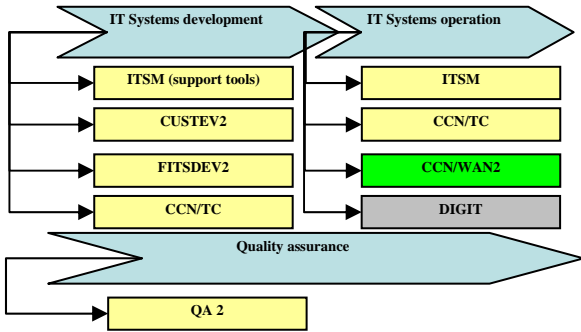 IT Systems development
ITSM (support tools)
CUSTEV2
FITSDEV2
CCN/TC
IT Systems operation
ITSM
CCN/TC
CCN/WAN2
DIGIT
Quality assurance
QA 2